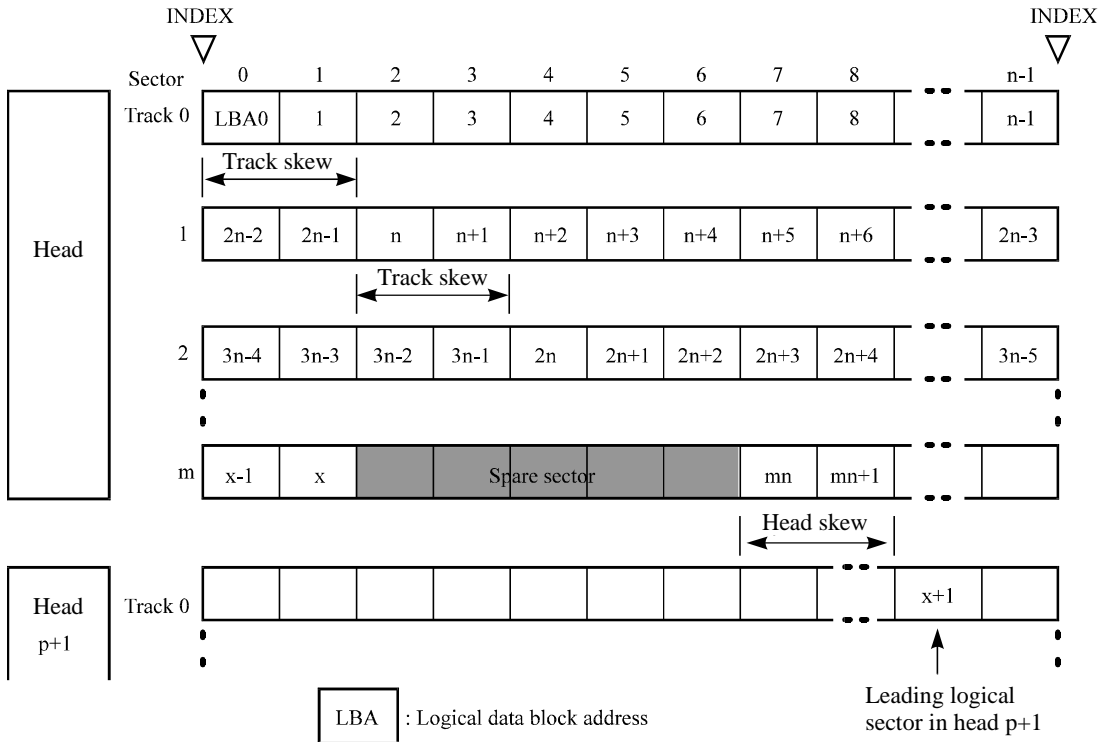 INDEX INDEX
Sector 0 1 2 3 4 5 6 7 8 n-1
Track 0 LBA0 1 2 3 4 5 6 7 8 n-1
Track skew
Head
1 2n-2 2n-1 n n+1 n+2 n+3 n+4 n+5 n+6 2n-3
Track skew
2 3n-4 3n-3 3n-2 3n-1 2n 2n+1 2n+2 2n+3 2n+4 3n-5
m x-1 x Spare sector mn mn+1
Head skew
Head
p+1
Track 0 x+1
LBA : Logical data block address
Leading logical
sector in head p+1